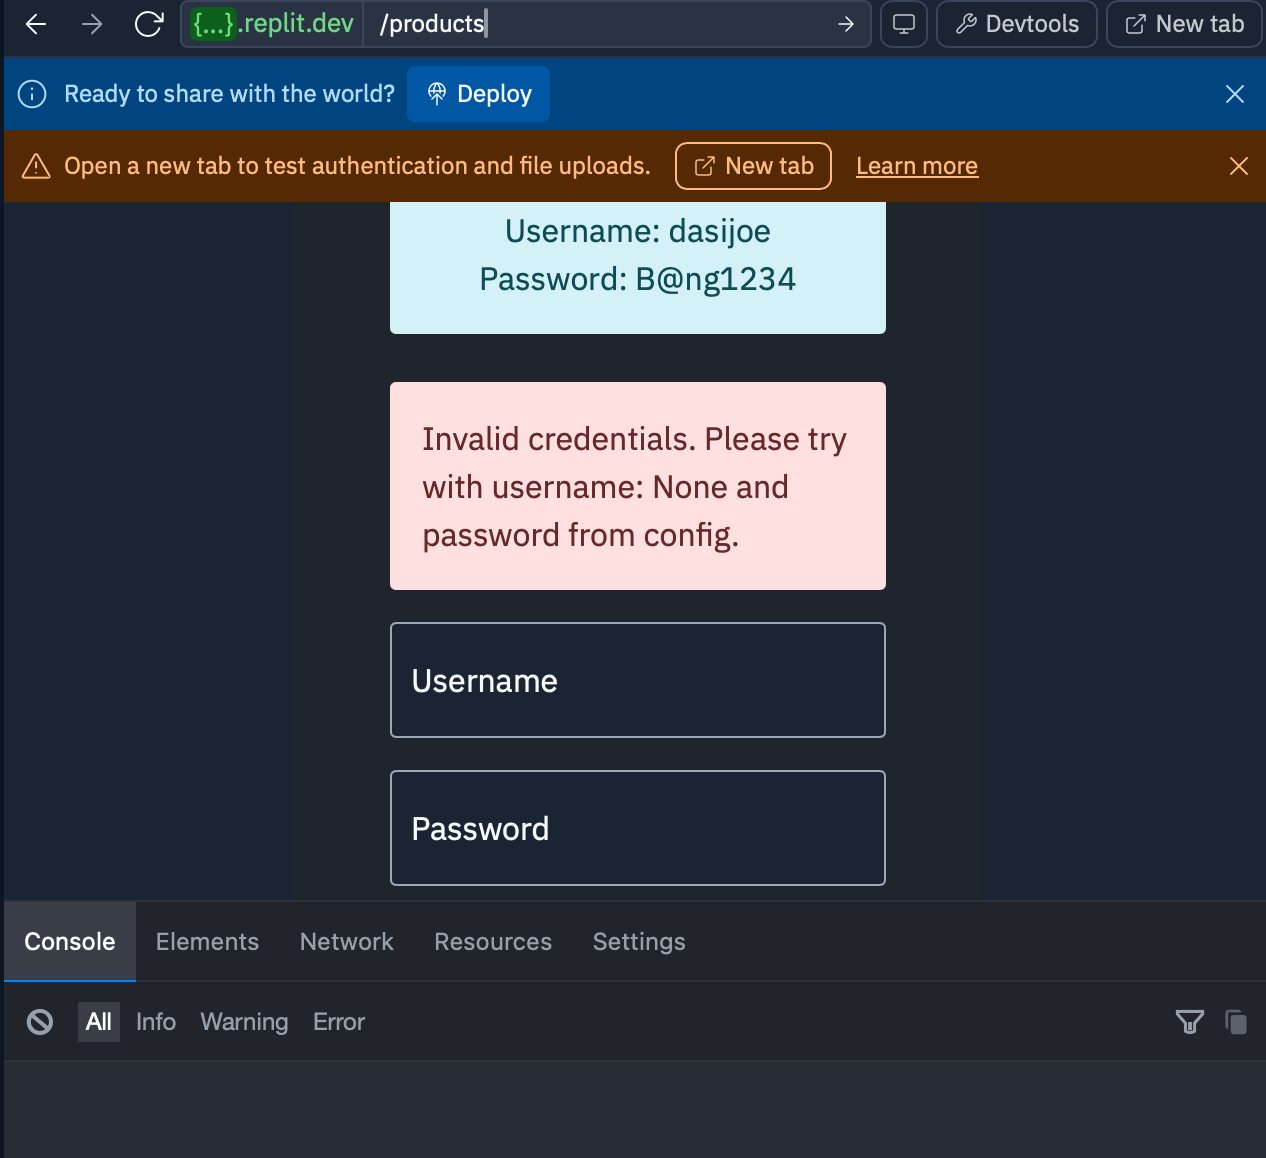 {...}.replit.dev /products
Devtools
New tab
Ready to share with the world? Deploy
Open a new tab to test authentication and file uploads. New tab Learn more
Username: dasijoe
Password: B@ng1234
Invalid credentials. Please try
with username: None and
password from config.
Username
Password
Console Elements Network Resources Settings
All Info Warning Error